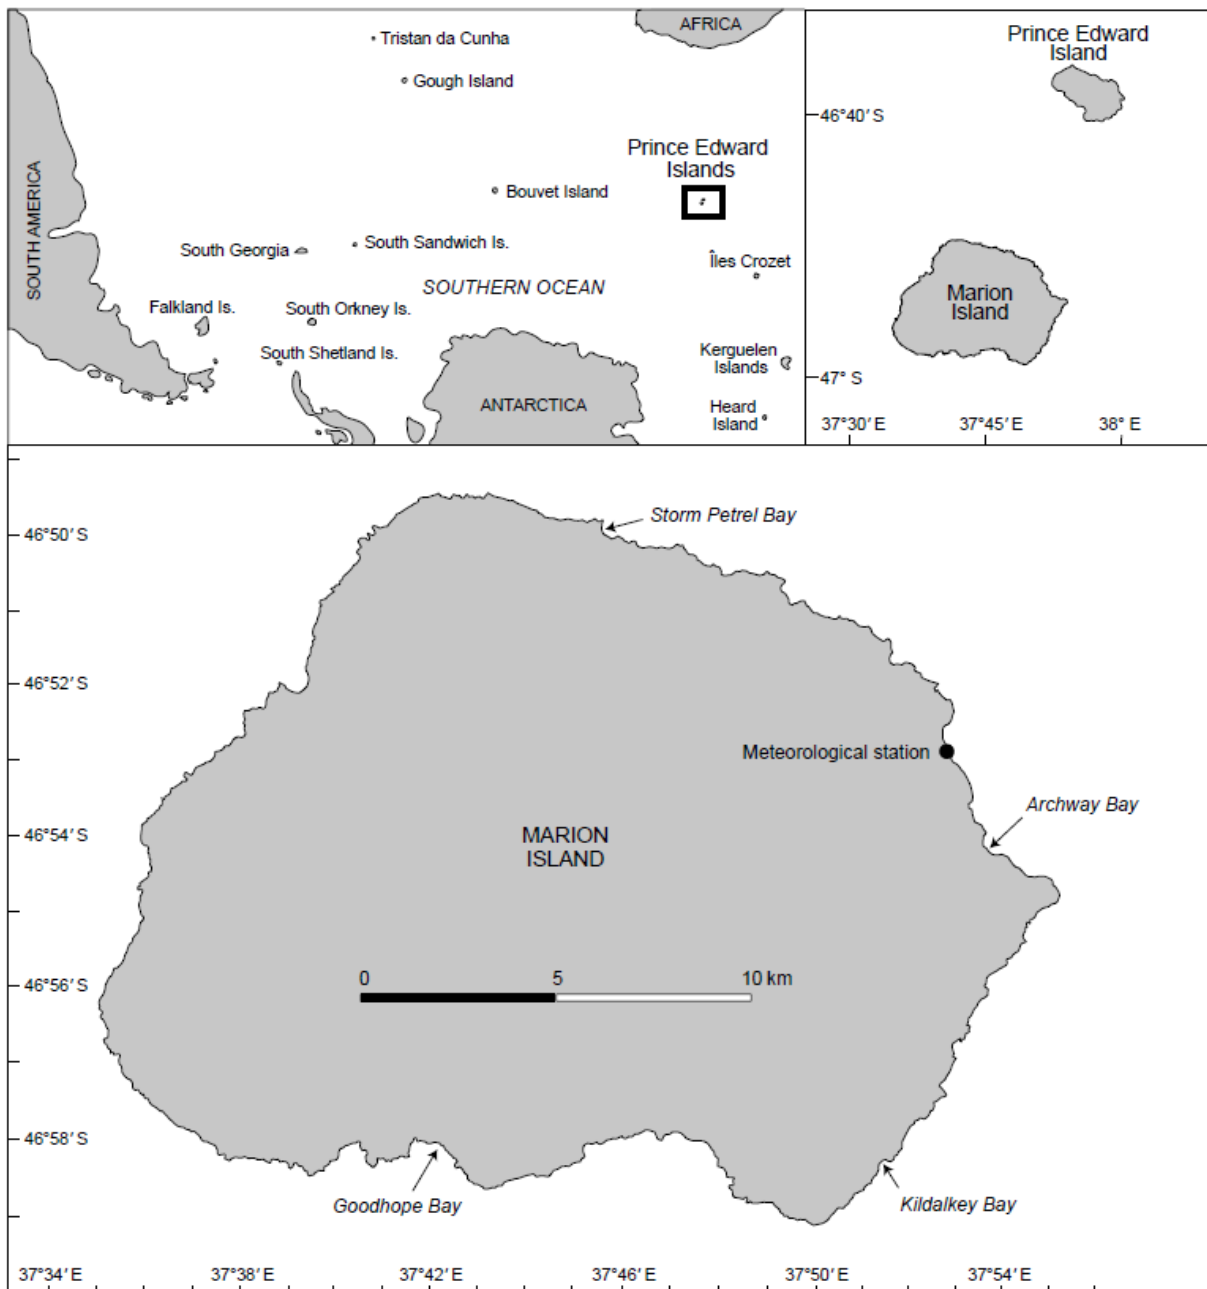 AFRICA
Tristan da Cunha
Gough Island
Prince Edward
Islands
Bouvet Island
SOUTH AMERICA
South Georgia
South Sandwich Is.
Îles Crozet
SOUTHERN OCEAN
Falkland Is.
South Orkney Is.
South Shetland Is.
Kerguelen
Islands
ANTARCTICA
Heard
Island
Prince Edward
Island
46°40′ S
Marion
Island
47° S
37°30′ E
37°45′ E
38° E
Storm Petrel Bay
46°50′ S
46°52′ S
Meteorological station
Archway Bay
46°54′ S
MARION
ISLAND
0 5 10 km
46°56′ S
46°58′ S
Goodhope Bay
Kildalkey Bay
37°34′ E
37°38′ E
37°42′ E
37°46′ E
37°50′ E
37°54′ E